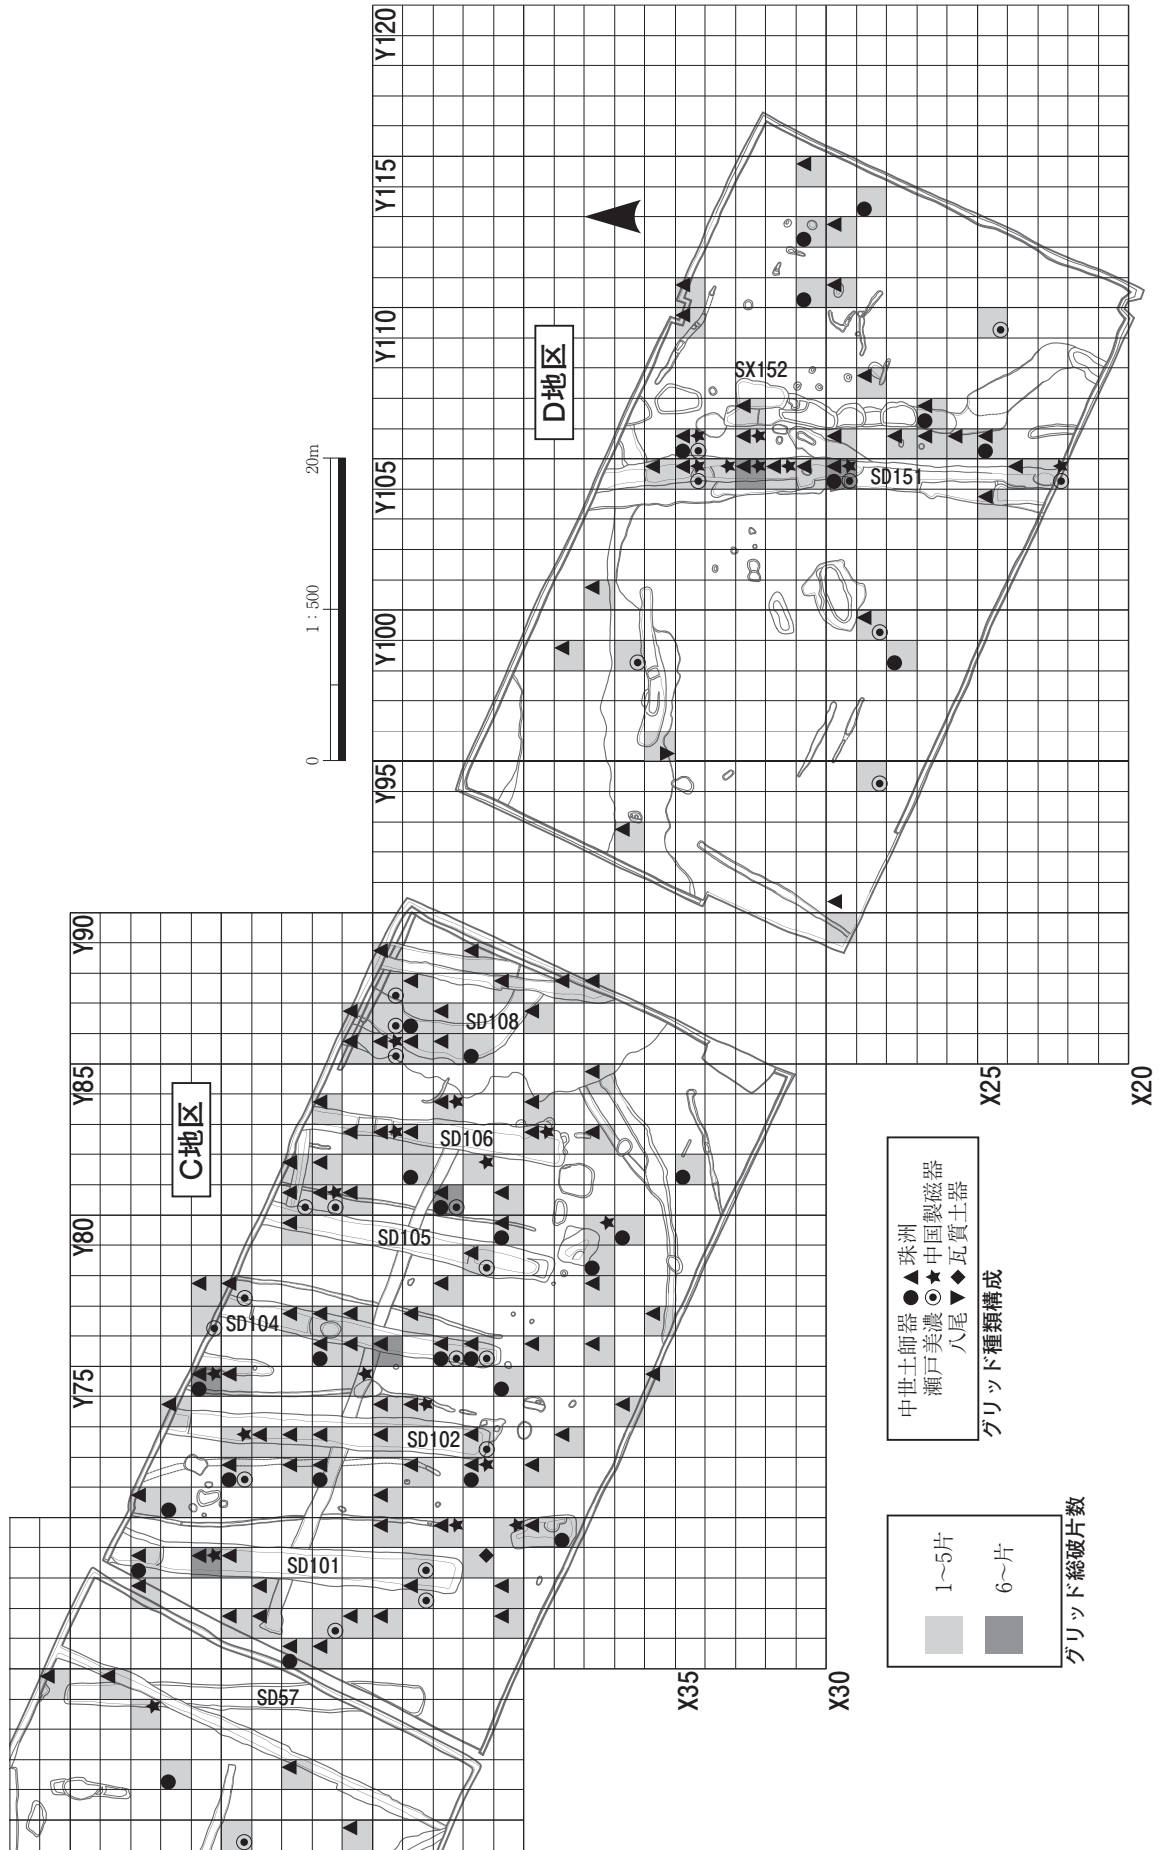 Y120
Y115
Y110
Y105
Y100
Y95
D地区
SX152
SD151
0
1：500
20m
Y90
Y85
Y80
Y75
C地区
SD108
SD106
SD105
SD104
SD102
SD101
SD57
X35
X30
X25
X20
中世土師器 ● ▲ 珠洲
瀬戸美濃 ◉ ★ 中国製磁器
八尾 ▼ ◆ 瓦質土器
グリッド種類構成
1～5片
6～片
グリッド総破片数